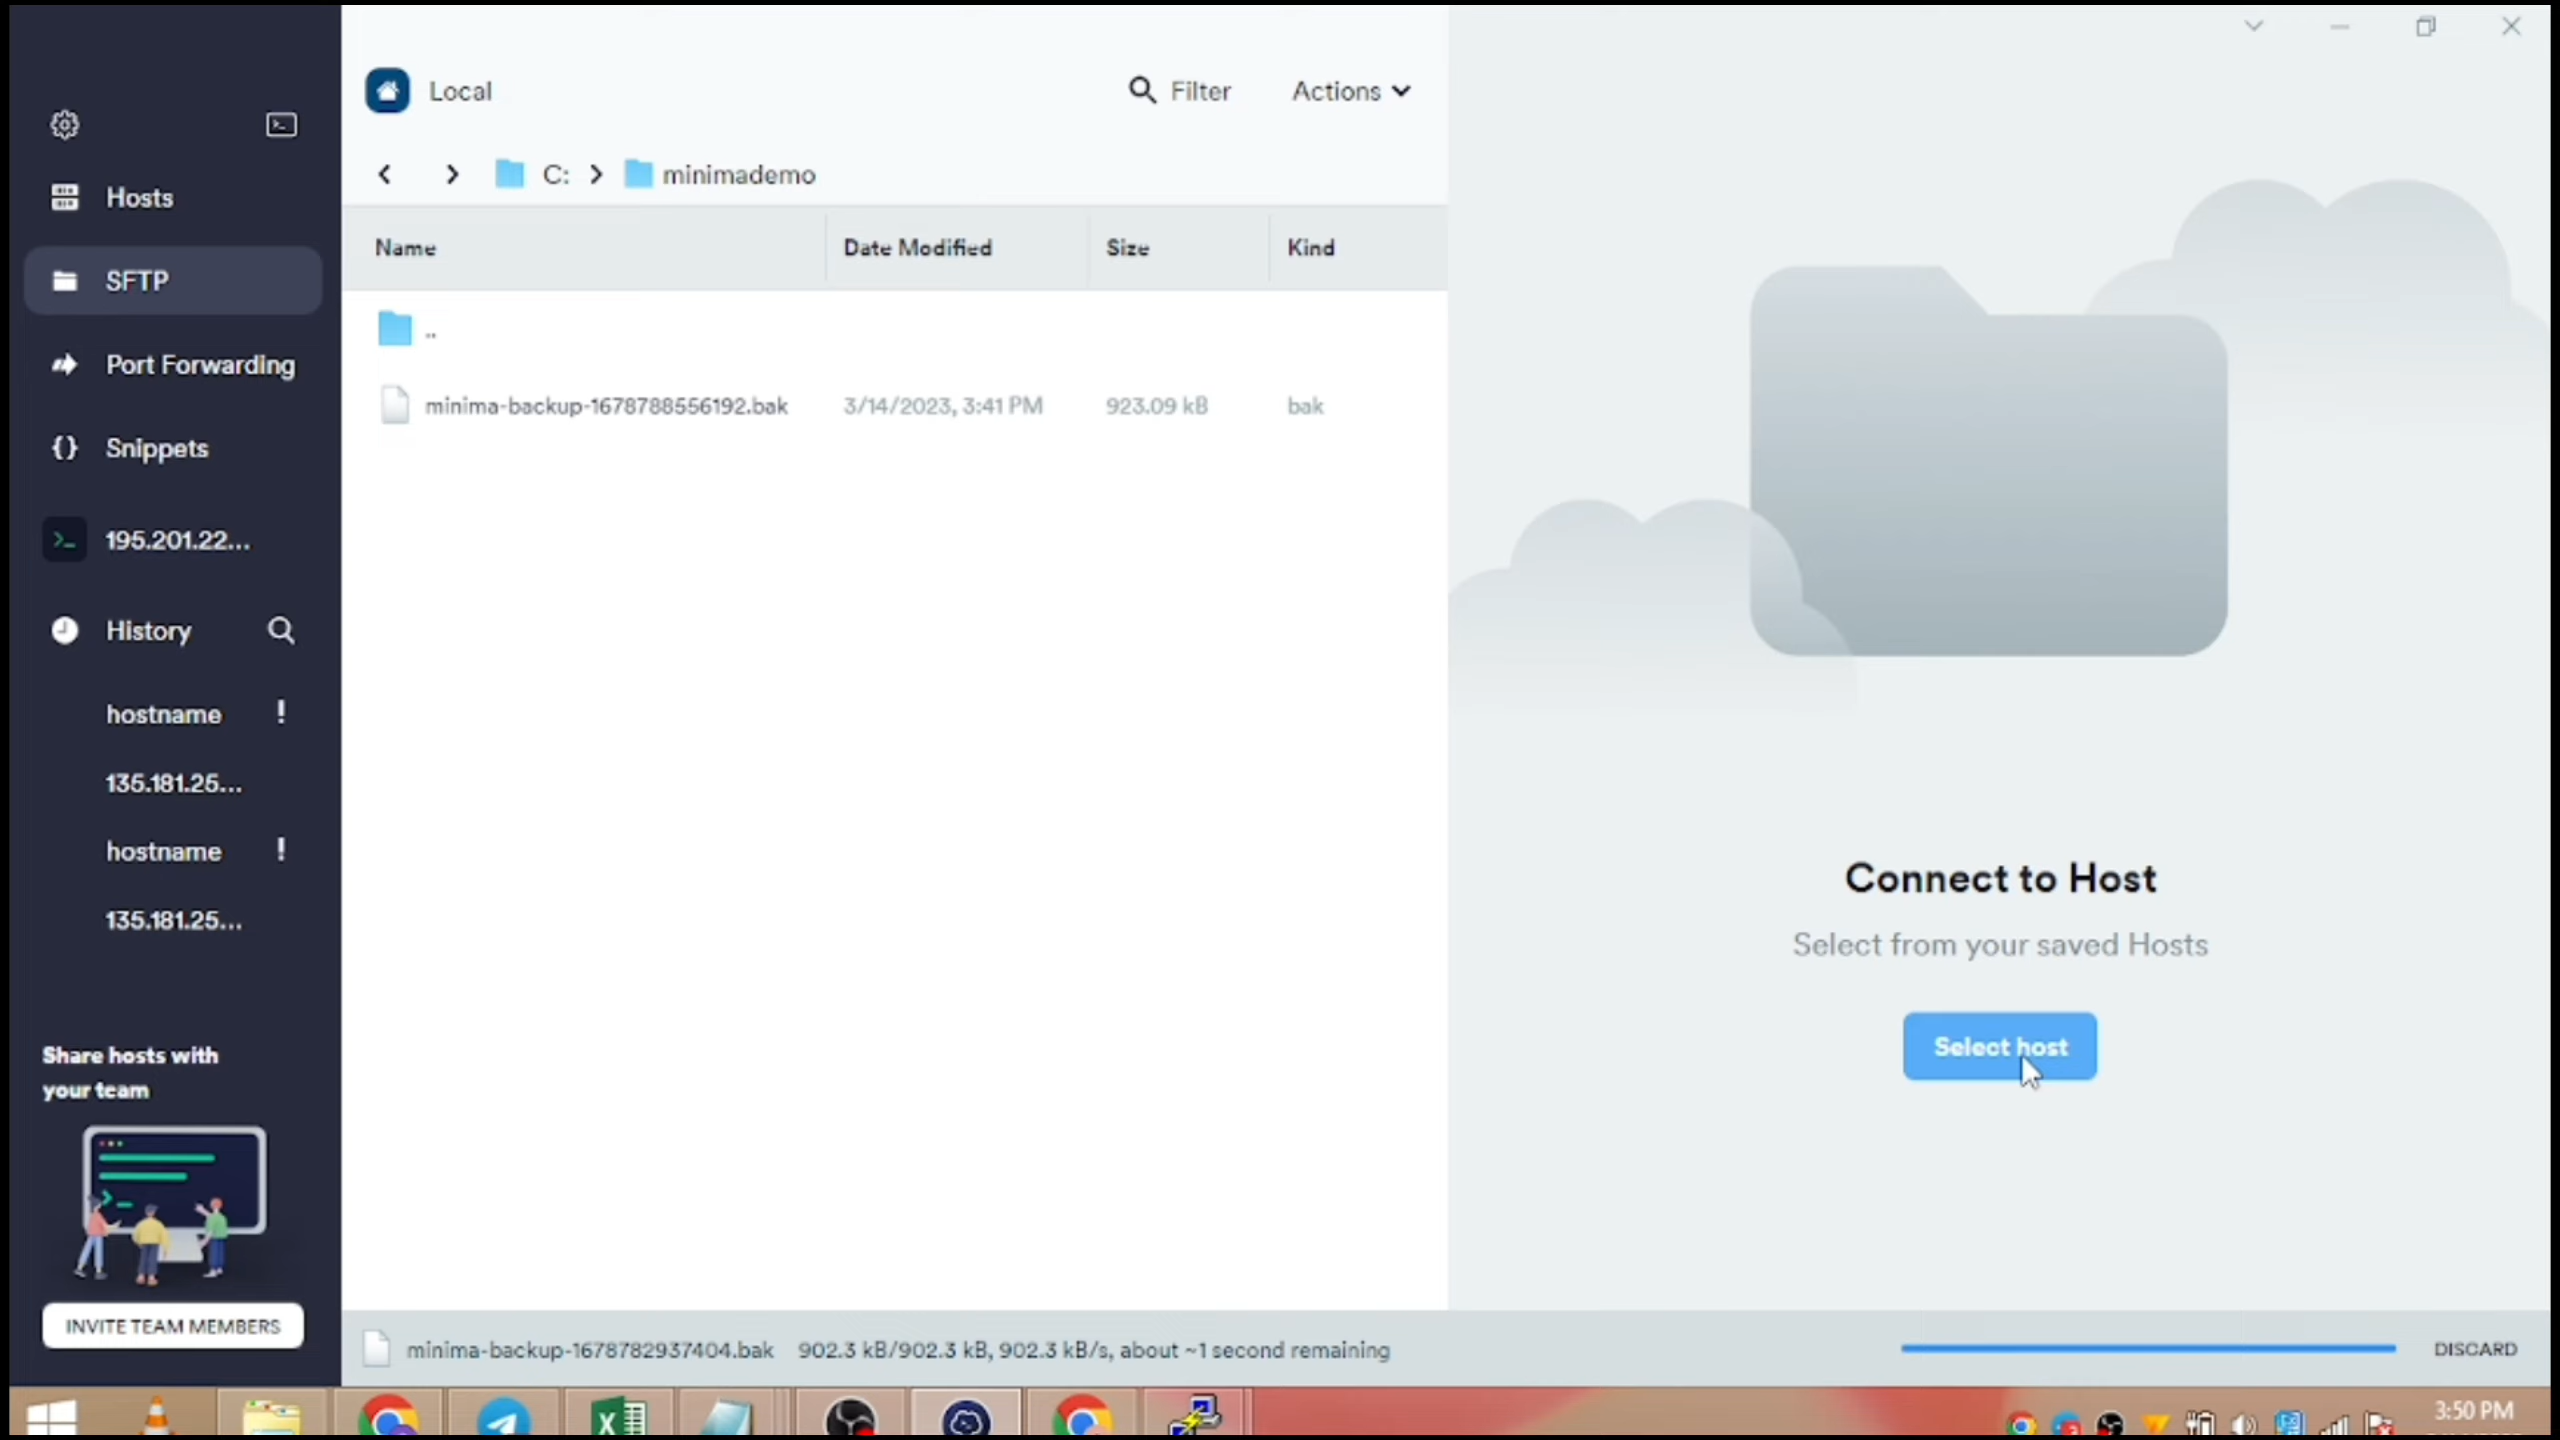 Local
Filter
Actions
C:
minimademo
Hosts
SFTP
Port Forwarding
Snippets
195.201.22...
History
hostname !
135.181.25...
hostname !
135.181.25...
Share hosts with
your team
INVITE TEAM MEMBERS
Name Date Modified Size Kind
..
minima-backup-1678788556192.bak 3/14/2023, 3:41 PM 923.09 kB bak
Connect to Host
Select from your saved Hosts
Select host
minima-backup-1678782937404.bak 902.3 kB/902.3 kB, 902.3 kB/s, about ~1 second remaining
DISCARD
3:50 PM